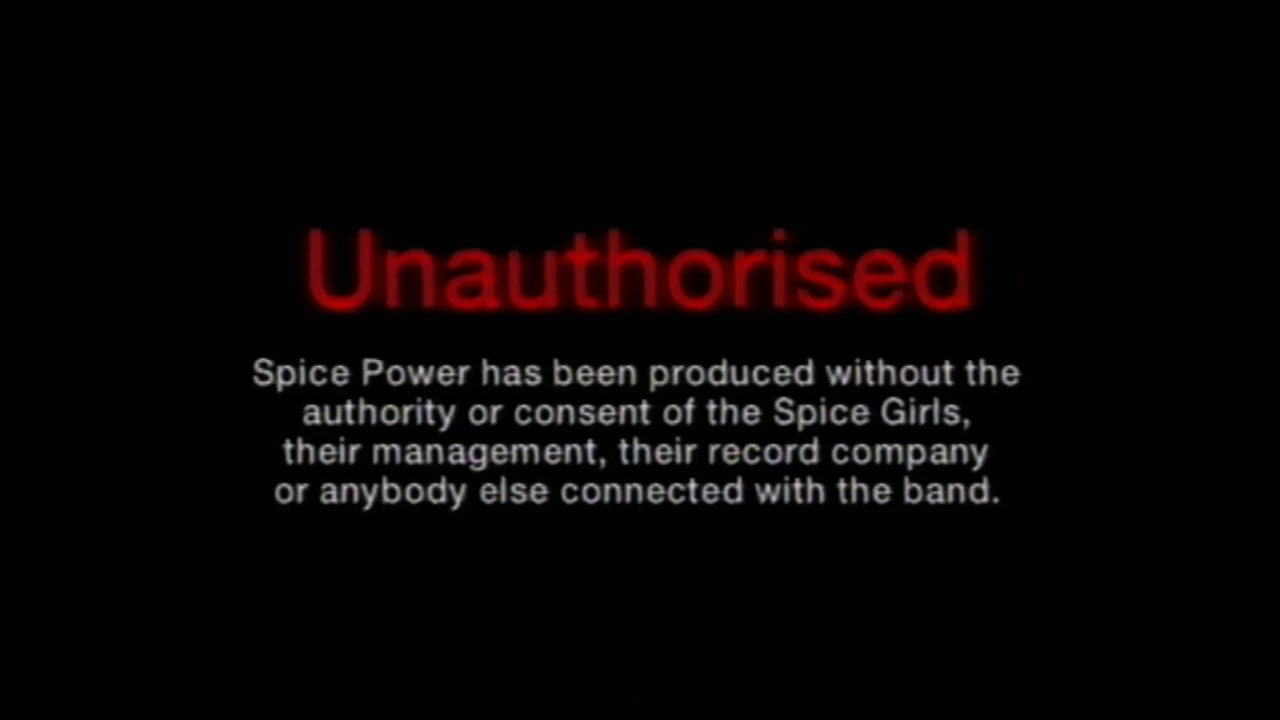 Unauthorised
Spice Power has been produced without the
authority or consent of the Spice Girls,
their management, their record company
or anybody else connected with the band.